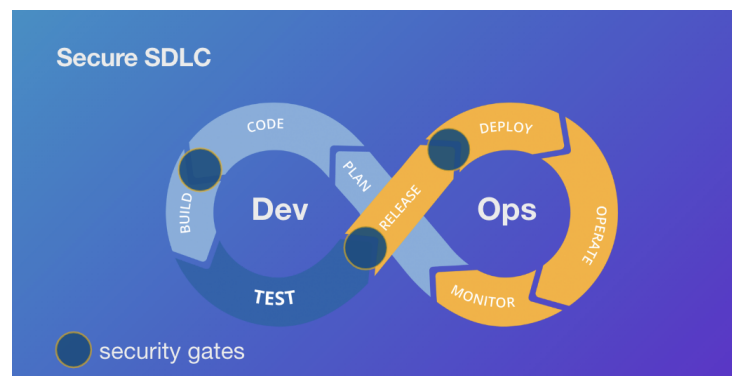 Secure SDLC
CODE
DEPLOY
PLAN
BUILD
Dev
RELEASE
Ops
OPERATE
TEST
MONITOR
security gates